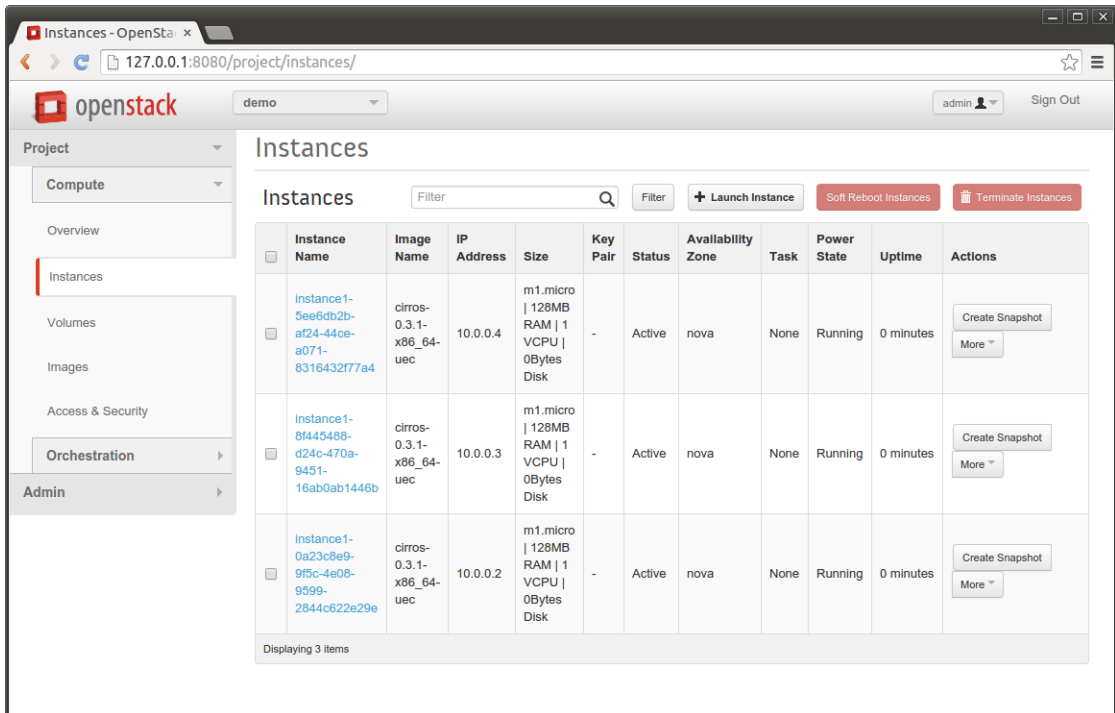 Instances - OpenSta
127.0.0.1:8080/project/instances/
openstack
demo
admin
Sign Out
Project
Compute
Overview
Instances
Volumes
Images
Access & Security
Orchestration
Admin
Instances
Instances
Filter
Filter
Launch Instance
Soft Reboot Instances
Terminate Instances
Instance Name
Image Name
IP Address
Size
Key Pair
Status
Availability Zone
Task
Power State
Uptime
Actions
instance1-
5ee6db2b-
af24-44ce-
a071-
8316432f77a4
cirros-
0.3.1-
x86_64-
uec
10.0.0.4
m1.micro
| 128MB
RAM | 1
VCPU |
0Bytes
Disk
-
Active
nova
None
Running
0 minutes
Create Snapshot
More
instance1-
8f445488-
d24c-470a-
9451-
16ab0ab1446b
cirros-
0.3.1-
x86_64-
uec
10.0.0.3
m1.micro
| 128MB
RAM | 1
VCPU |
0Bytes
Disk
-
Active
nova
None
Running
0 minutes
Create Snapshot
More
instance1-
0a23c8e9-
9f5c-4e08-
9599-
2844c622e29e
cirros-
0.3.1-
x86_64-
uec
10.0.0.2
m1.micro
| 128MB
RAM | 1
VCPU |
0Bytes
Disk
-
Active
nova
None
Running
0 minutes
Create Snapshot
More
Displaying 3 items